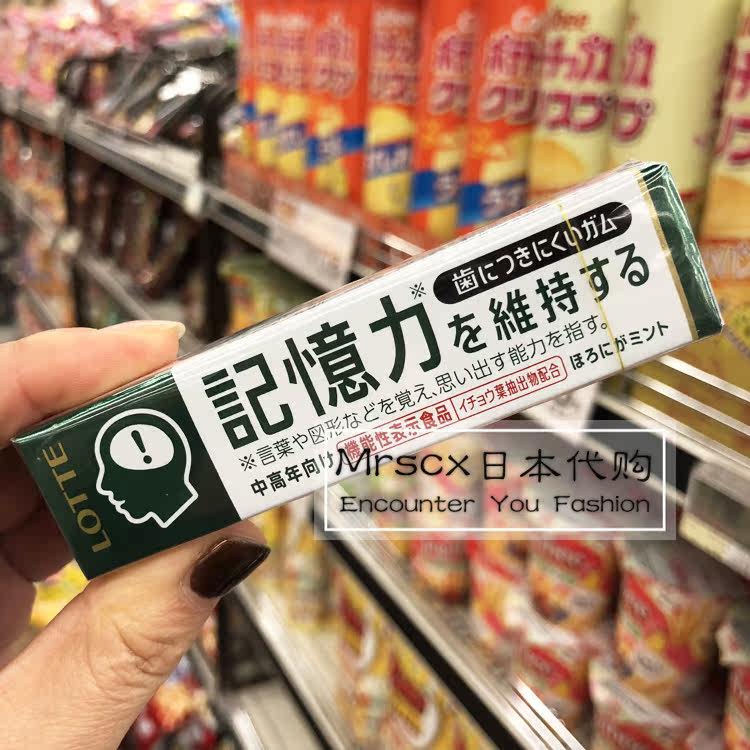 歯につきにくいガム
記憶力※を維持する
※言葉や図形などを覚え、思い出す能力を指す。
中高年向け 機能性表示食品 イチョウ葉抽出物配合 ほろにがミント
LOTTE
Mrscx日本代购
Encounter You Fashion